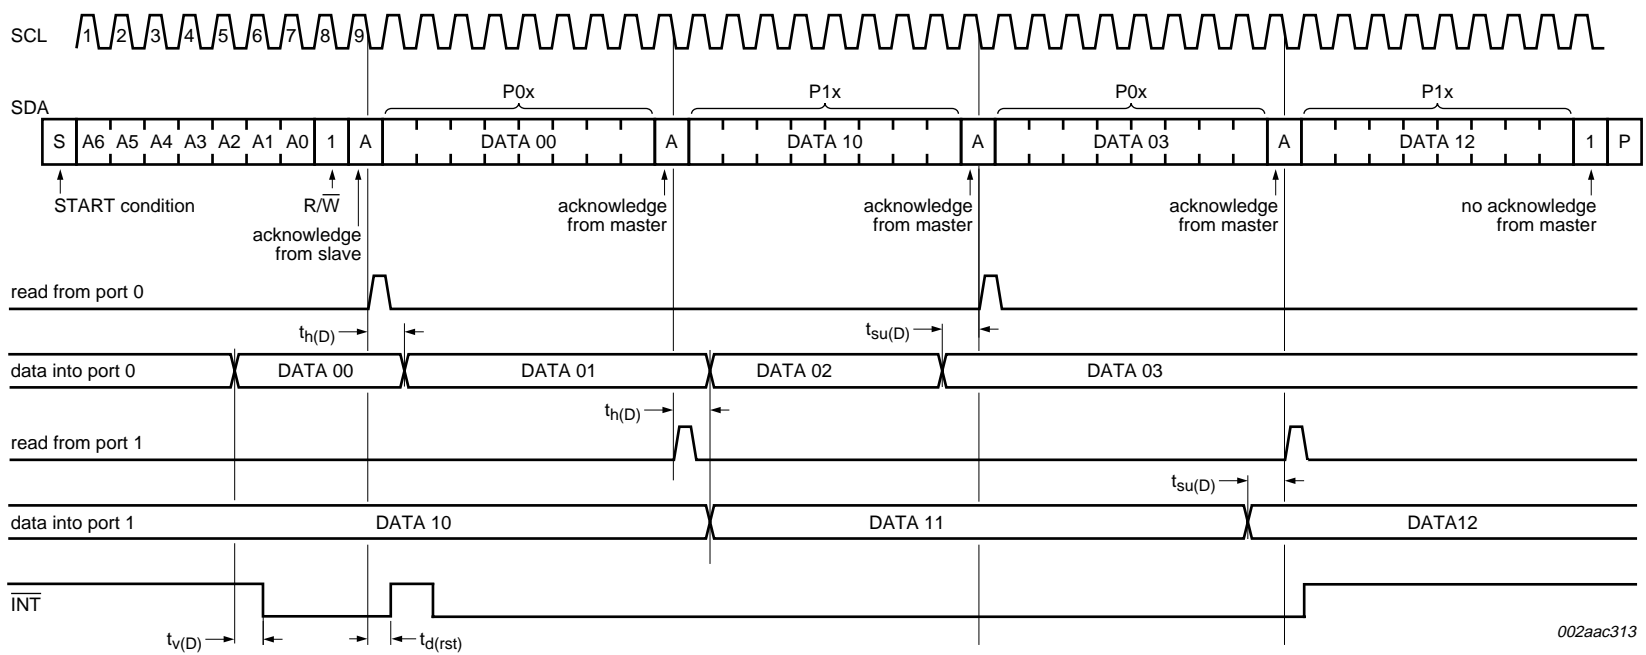 SCL 1 2 3 4 5 6 7 8 9
P0x P1x P0x P1x
SDA
S A6 A5 A4 A3 A2 A1 A0 1 A DATA 00 A DATA 10 A DATA 03 A DATA 12 1 P
START condition
R/W̅
acknowledge
from slave
acknowledge
from master
acknowledge
from master
acknowledge
from master
no acknowledge
from master
read from port 0
th(D)
tsu(D)
data into port 0 DATA 00 DATA 01 DATA 02 DATA 03
th(D)
read from port 1
tsu(D)
data into port 1 DATA 10 DATA 11 DATA12
I̅N̅T̅
tv(D)
td(rst)
002aac313